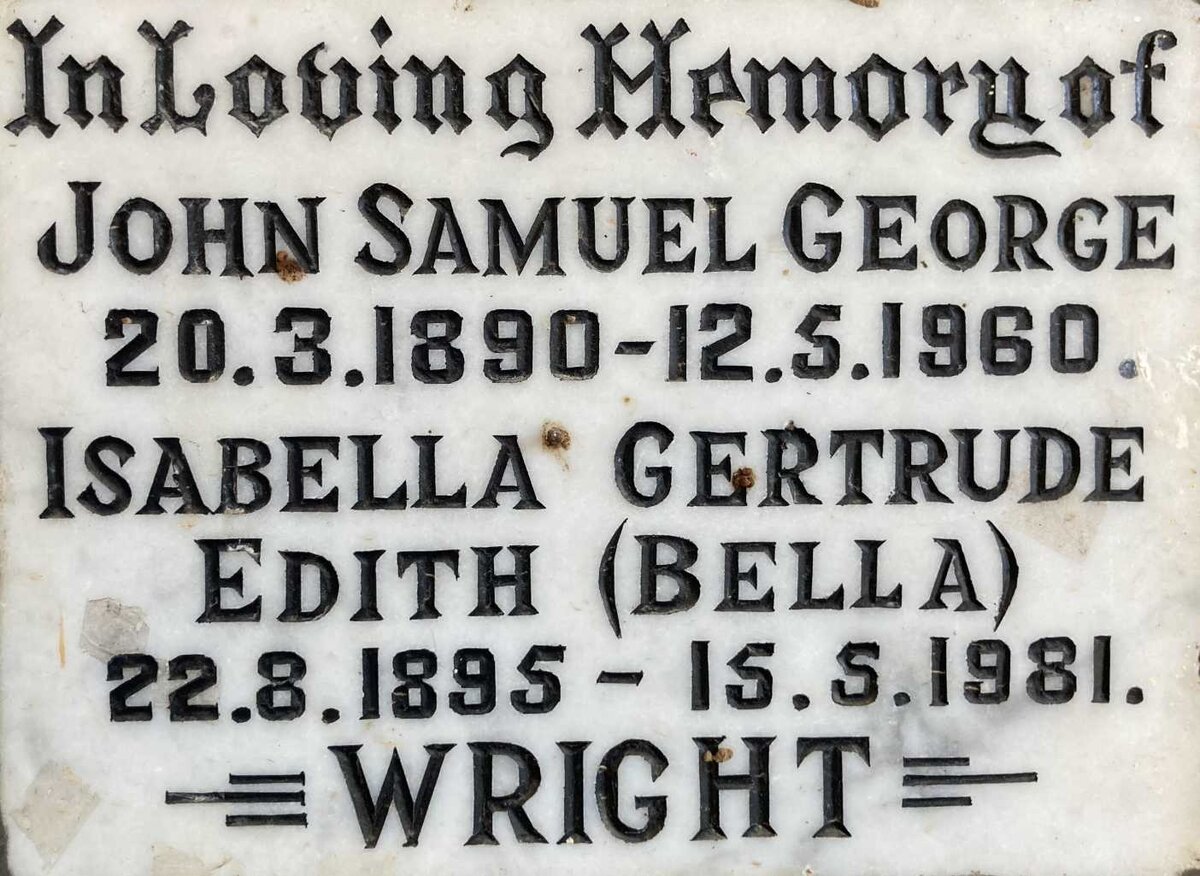 In Loving Memory of
JOHN SAMUEL GEORGE
20.3.1890-12.5.1960.
ISABELLA GERTRUDE
EDITH (BELLA)
22.8.1895 - 15.5.1981.
WRIGHT